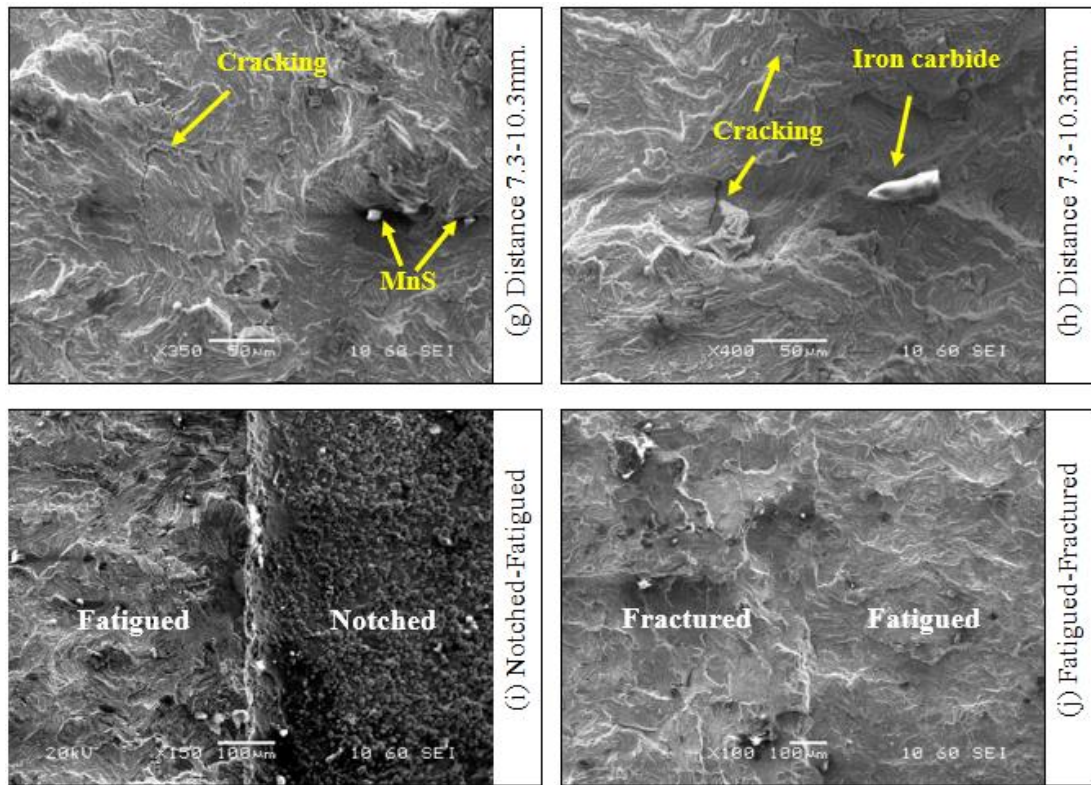 Cracking
MnS
X350 50µm 10 60 SEI
(g) Distance 7.3-10.3mm.
Iron carbide
Cracking
X400 50µm 10 60 SEI
(h) Distance 7.3-10.3mm.
Fatigued Notched
20kU X150 100µm 10 60 SEI
(i) Notched-Fatigued
Fractured Fatigued
X100 100µm 10 60 SEI
(j) Fatigued-Fractured